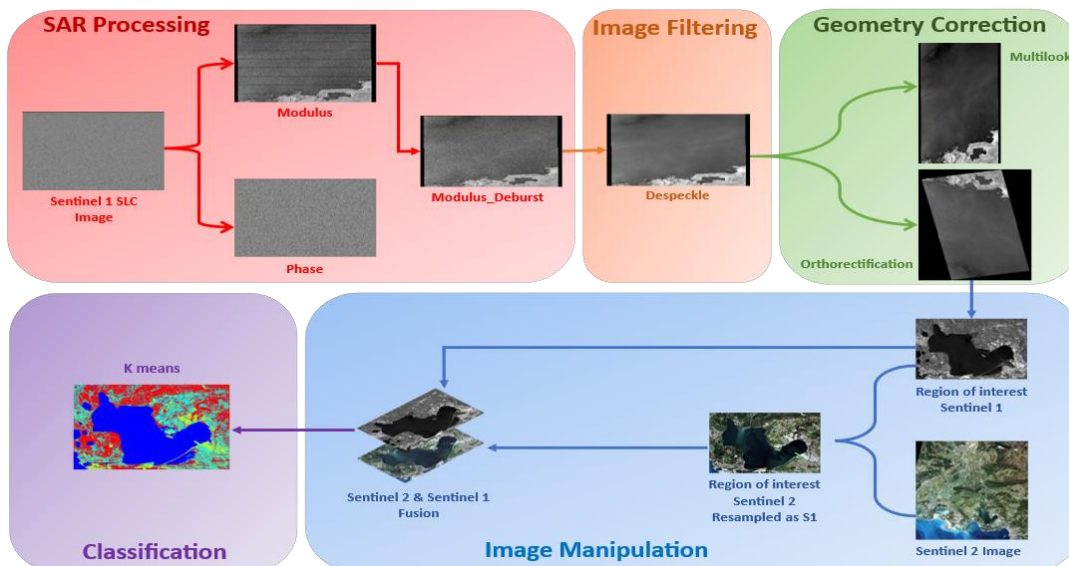 SAR Processing
Image Filtering
Geometry Correction
Multilook
Modulus
Sentinel 1 SLC
Image
Modulus_Deburst
Despeckle
Phase
Orthorectification
K means
Region of interest
Sentinel 1
Sentinel 2 & Sentinel 1
Fusion
Region of interest
Sentinel 2
Resampled as S1
Sentinel 2 Image
Classification
Image Manipulation